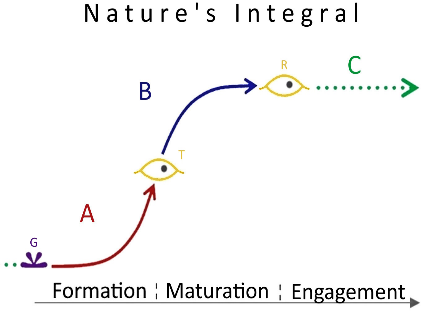 Nature's Integral
R
C
B
T
A
G
Formation ¦ Maturation ¦ Engagement